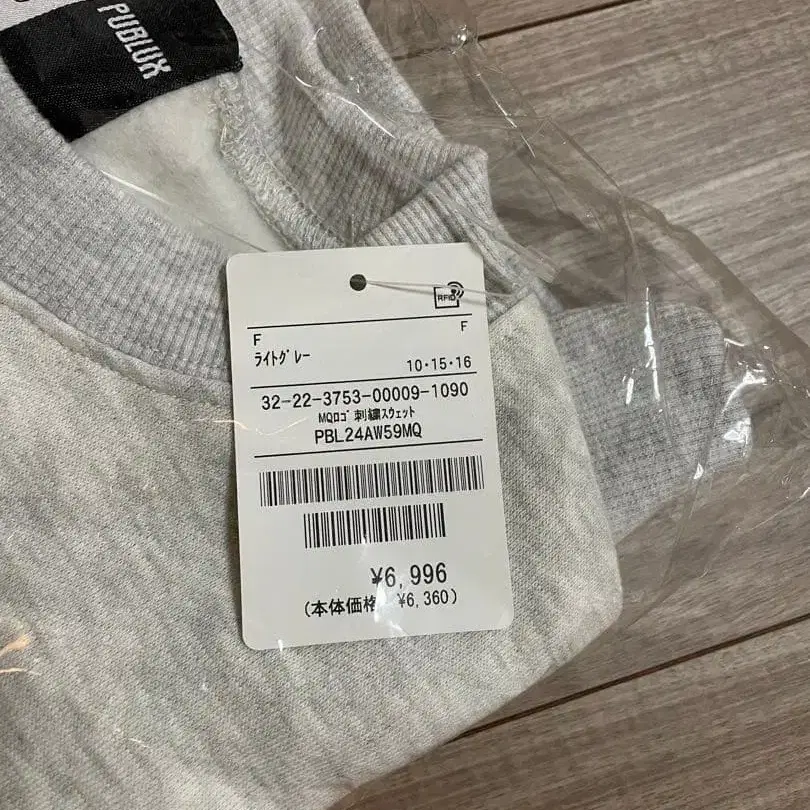 PUBLUX
RFID
F F
ライトグレー 10・15・16
32-22-3753-00009-1090
MQロゴ刺繍スウェット
PBL24AW59MQ
¥6,996
(本体価格 ¥6,360)